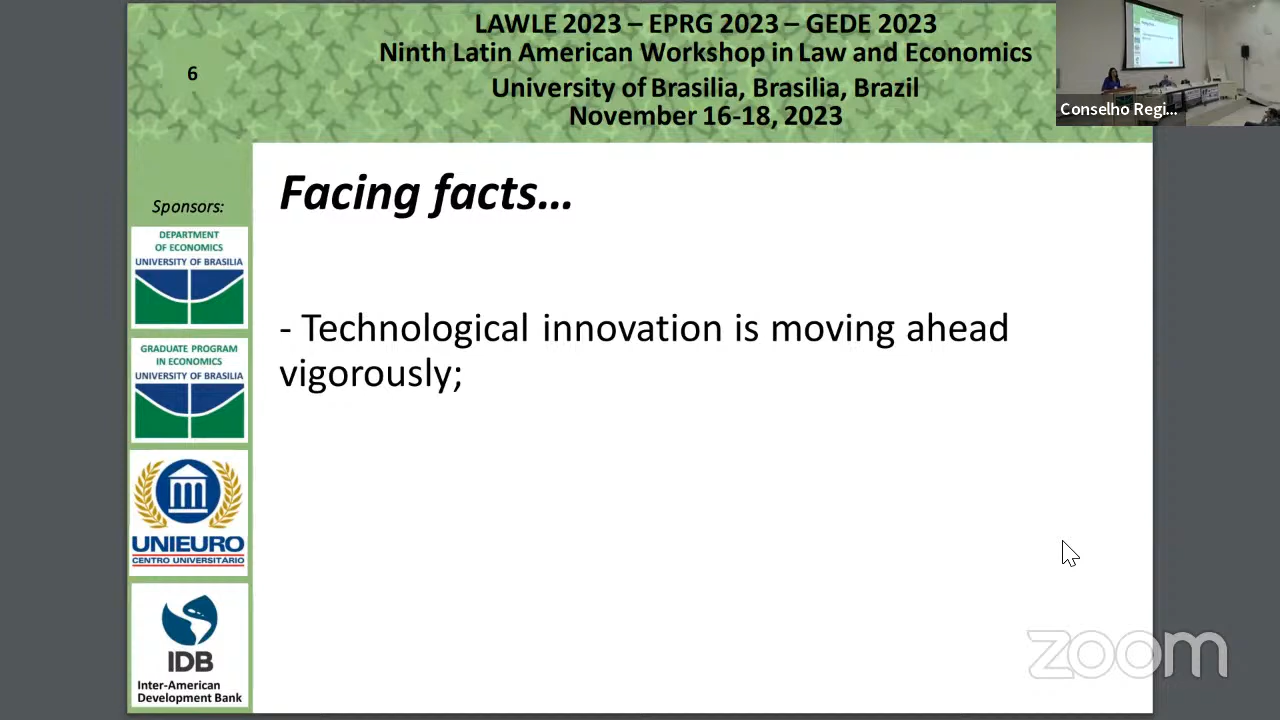 LAWLE 2023 – EPRG 2023 – GEDE 2023
Ninth Latin American Workshop in Law and Economics
University of Brasilia, Brasilia, Brazil
November 16-18, 2023
6
Conselho Regi...
Sponsors:
DEPARTMENT
OF ECONOMICS
UNIVERSITY OF BRASILIA
GRADUATE PROGRAM
IN ECONOMICS
UNIVERSITY OF BRASILIA
UNIEURO
CENTRO UNIVERSITÁRIO
IDB
Inter-American
Development Bank
Facing facts...
- Technological innovation is moving ahead
vigorously;
zoom